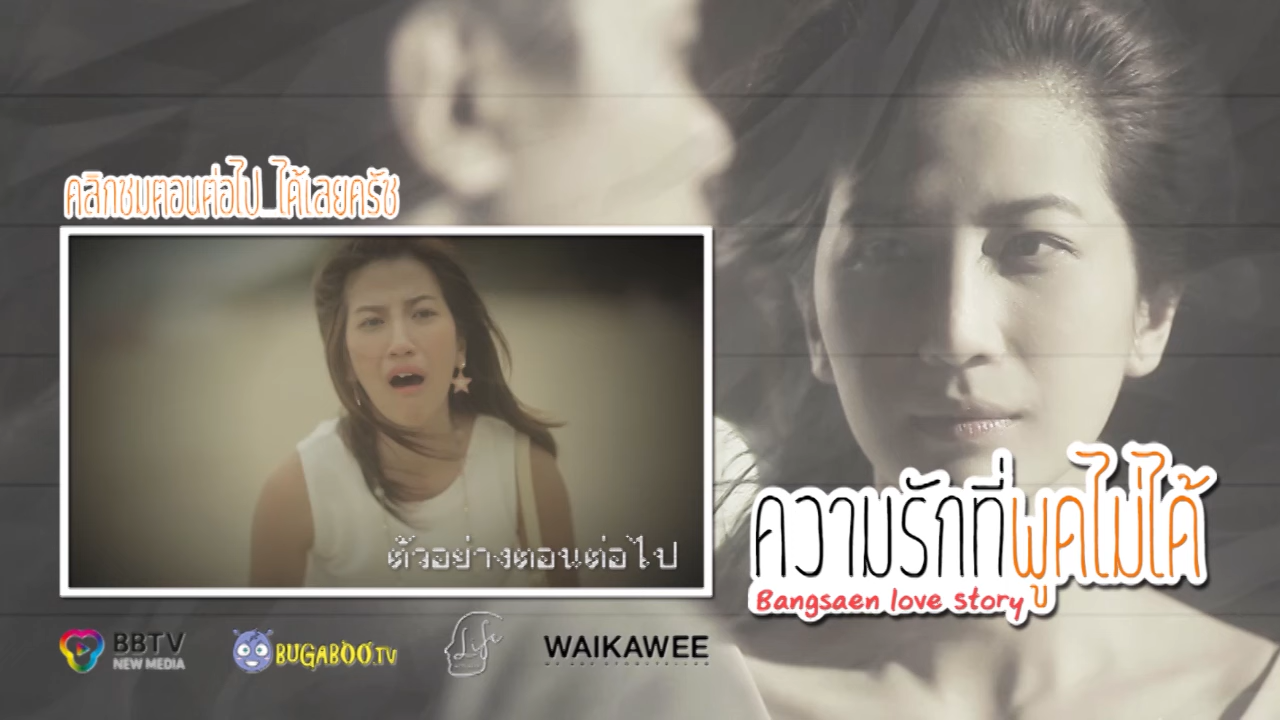 คลิกชมตอนต่อไป...ได้เลยครัช
ตัวอย่างตอนต่อไป
ความรักที่พูดไม่ได้
Bangsaen love story
BBTV
NEW MEDIA
BUGABOO.TV
Life
WAIKAWEE